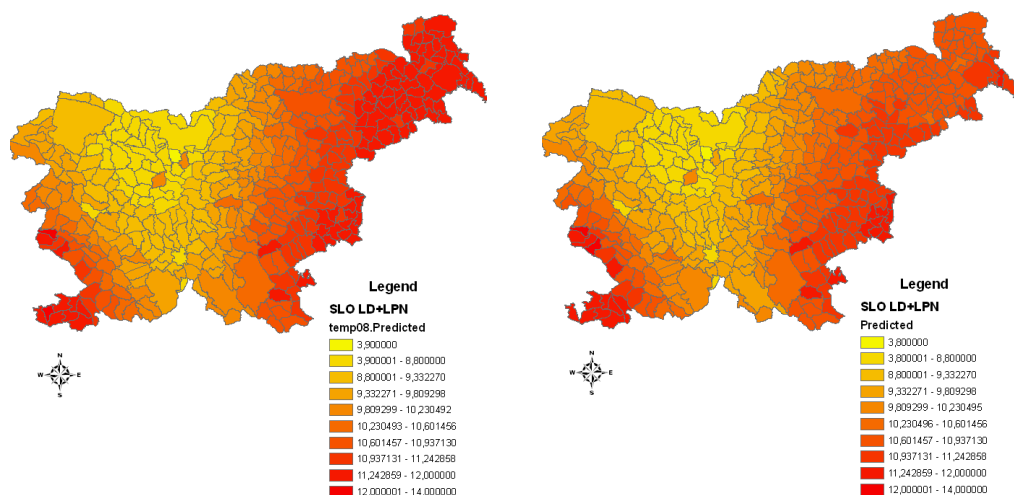 Legend
SLO LD+LPN
temp08.Predicted
3,900000
3,900001 - 8,800000
8,800001 - 9,332270
9,332271 - 9,809298
9,809299 - 10,230492
10,230493 - 10,601456
10,601457 - 10,937130
10,937131 - 11,242858
11,242859 - 12,000000
12,000001 - 14,000000
N
W E
S
Legend
SLO LD+LPN
Predicted
3,800000
3,800001 - 8,800000
8,800001 - 9,332270
9,332271 - 9,809298
9,809299 - 10,230495
10,230496 - 10,601456
10,601457 - 10,937130
10,937131 - 11,242858
11,242859 - 12,000000
12,000001 - 14,000000
N
W E
S